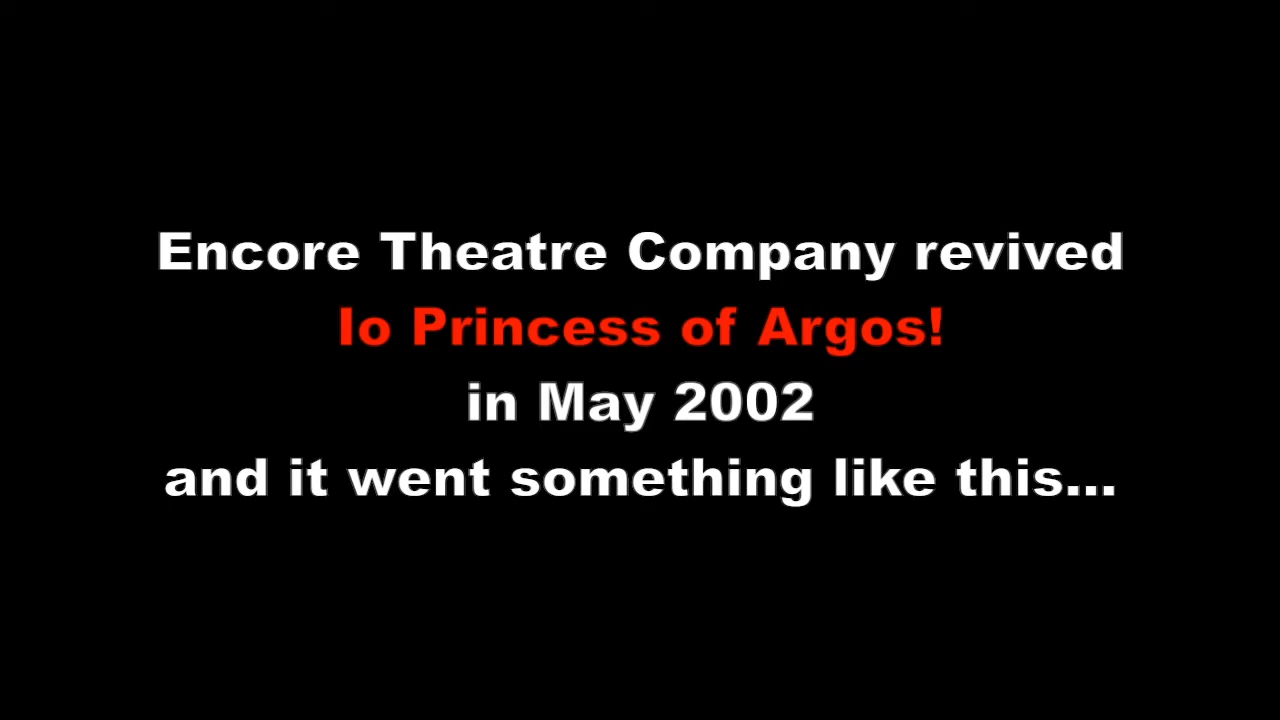 Encore Theatre Company revived
Io Princess of Argos!
in May 2002
and it went something like this...